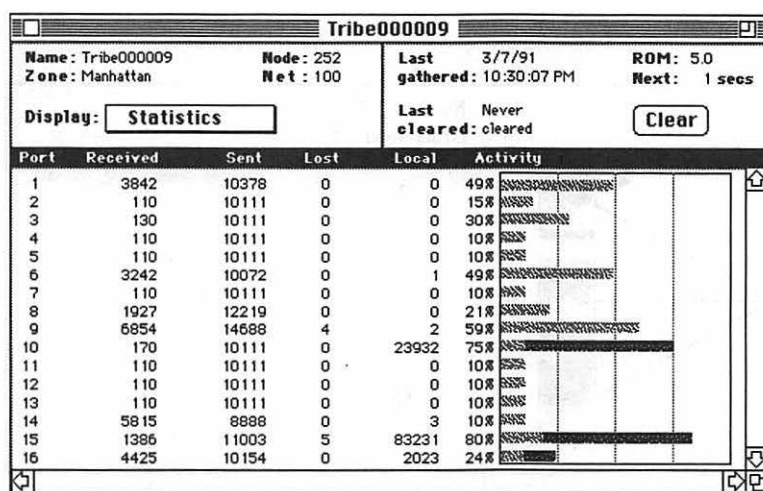 Tribe000009
Name: Tribe000009 Node: 252
Zone: Manhattan Net: 100
Display: Statistics
Last gathered: 3/7/91 10:30:07 PM
ROM: 5.0
Next: 1 secs
Last cleared: Never cleared
Clear
Port Received Sent Lost Local Activity
1 3842 10378 0 0 49%
2 110 10111 0 0 15%
3 130 10111 0 0 30%
4 110 10111 0 0 10%
5 110 10111 0 0 10%
6 3242 10072 0 1 49%
7 110 10111 0 0 10%
8 1927 12219 0 0 21%
9 6854 14688 4 2 59%
10 170 10111 0 23932 75%
11 110 10111 0 0 10%
12 110 10111 0 0 10%
13 110 10111 0 0 10%
14 5815 8888 0 3 10%
15 1386 11003 5 83231 80%
16 4425 10154 0 2023 24%